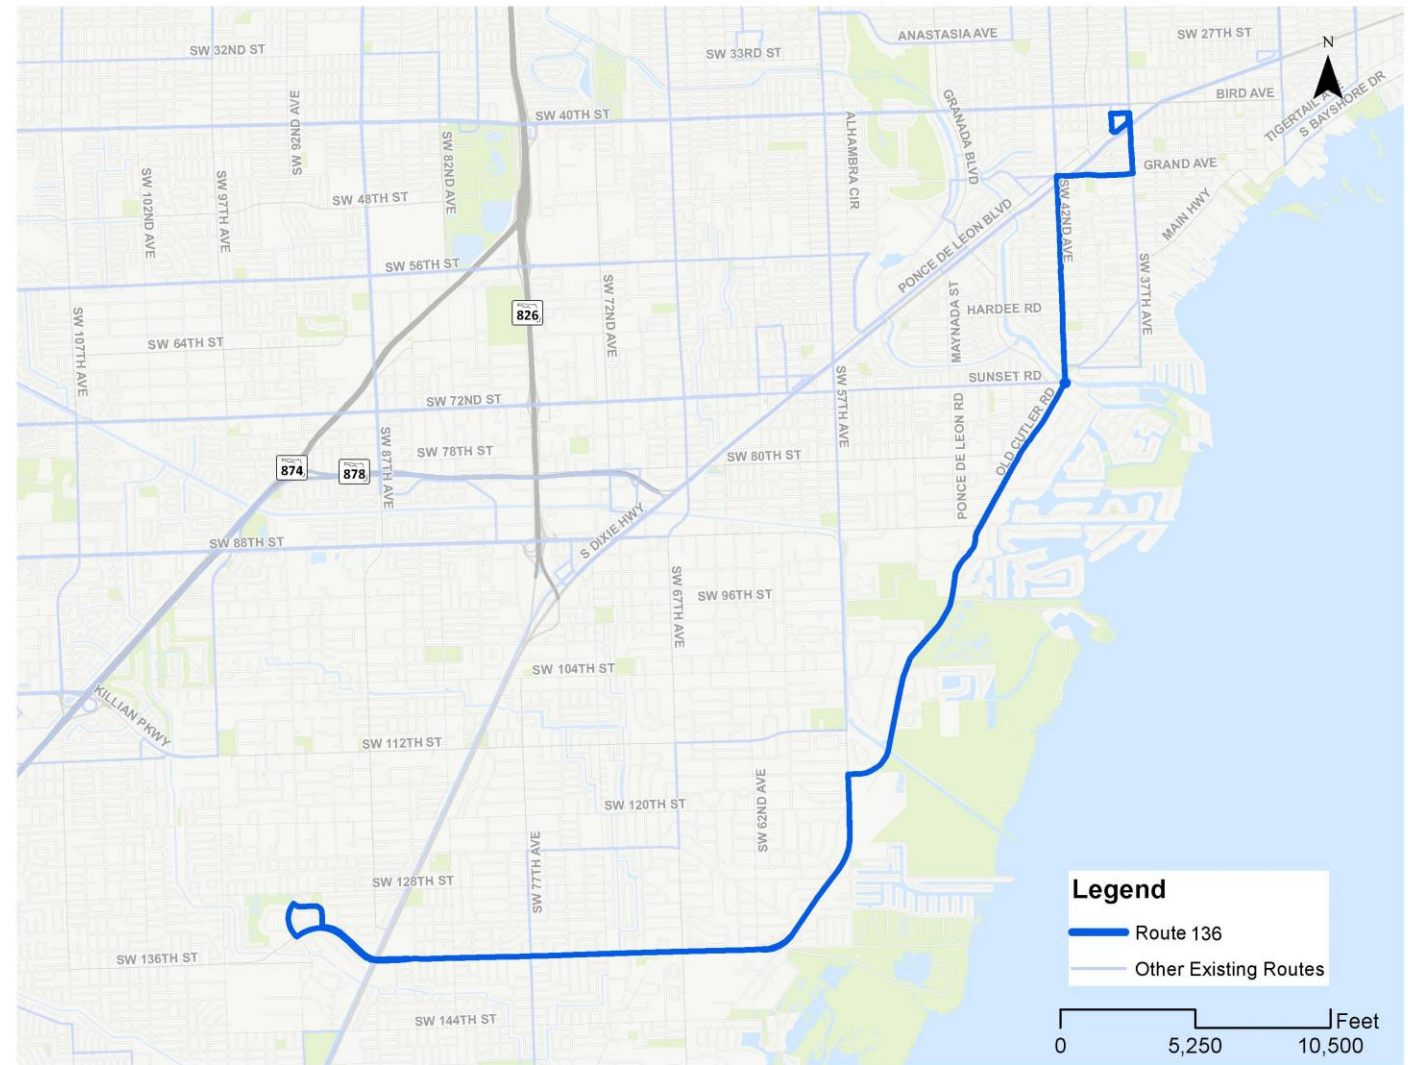 SW 32ND ST
SW 33RD ST
ANASTASIA AVE
SW 27TH ST
N
BIRD AVE
TIGERTAIL AVE
S BAYSHORE DR
SW 92ND AVE
SW 40TH ST
ALHAMBRA CIR
GRANADA BLVD
SW 82ND AVE
GRAND AVE
SW 102ND AVE
SW 97TH AVE
SW 48TH ST
SW 42ND AVE
MAIN HWY
PONCE DE LEON BLVD
SW 56TH ST
SW 72ND AVE
826
MAYNADA ST
HARDEE RD
SW 37TH AVE
SW 107TH AVE
SW 64TH ST
SUNSET RD
SW 57TH AVE
SW 72ND ST
PONCE DE LEON RD
OLD CUTLER RD
SW 87TH AVE
SW 78TH ST
SW 80TH ST
874
878
S DIXIE HWY
SW 88TH ST
SW 67TH AVE
SW 96TH ST
SW 104TH ST
KILLIAN PKWY
SW 112TH ST
SW 62ND AVE
SW 120TH ST
SW 77TH AVE
SW 128TH ST
SW 136TH ST
SW 144TH ST
Legend
Route 136
Other Existing Routes
Feet
0 5,250 10,500